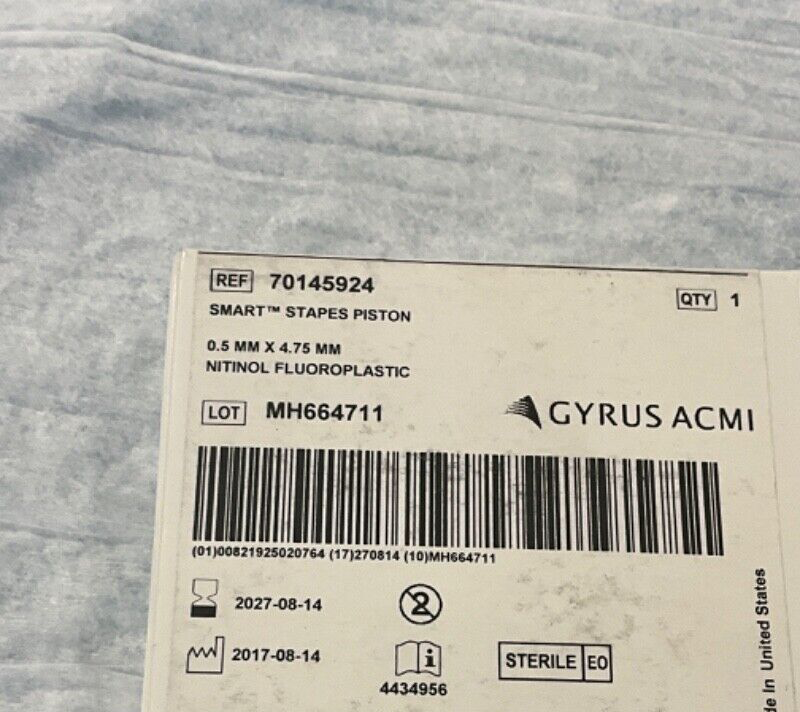 REF 70145924
QTY 1
SMART™ STAPES PISTON
0.5 MM X 4.75 MM
NITINOL FLUOROPLASTIC
LOT MH664711
GYRUS ACMI
(01)00821925020764 (17)270814 (10)MH664711
2027-08-14
2
2017-08-14
i
STERILE EO
4434956
In United States